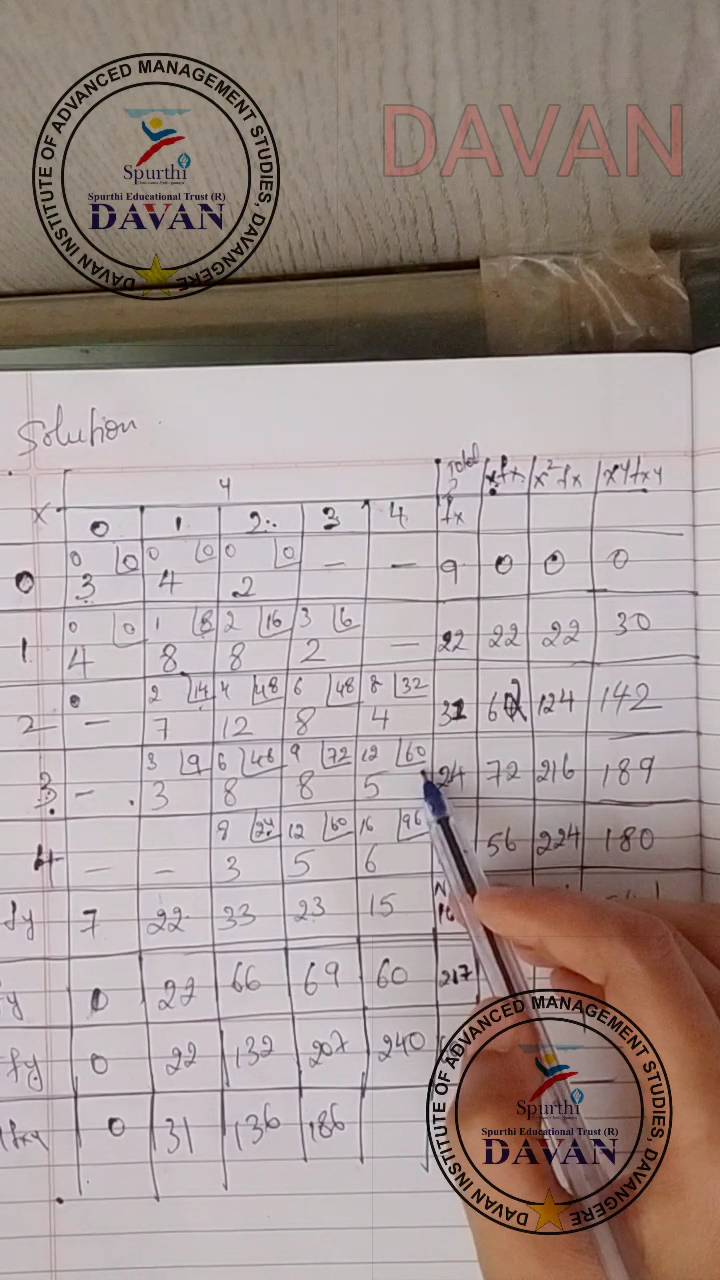 DAVAN
DAVAN INSTITUTE OF ADVANCED MANAGEMENT STUDIES, DAVANGERE
Spurthi
Spurthi Educational Trust (R)
DAVAN
Solution
y Total
x fx xfx x²fx xyfxy
0 1 2 3 4
0 0 0 0 0 0
0 3 4 2 – – 9 0 0 0
0 0 1 8 2 16 3 6
1 4 8 8 2 – 22 22 22 30
2 14 4 48 6 48 8 32
2 – 7 12 8 4 31 62 124 142
3 9 6 48 9 72 12 60
3 – 3 8 8 5 24 72 216 189
8 24 12 60 16 96
4 – – 3 5 6 56 224 180
fy 7 22 33 23 15 N
y 0 22 66 69 60 217
fy 0 22 132 207 240
fxy 0 31 136 186
DAVAN INSTITUTE OF ADVANCED MANAGEMENT STUDIES, DAVANGERE
Spurthi
Spurthi Educational Trust (R)
DAVAN